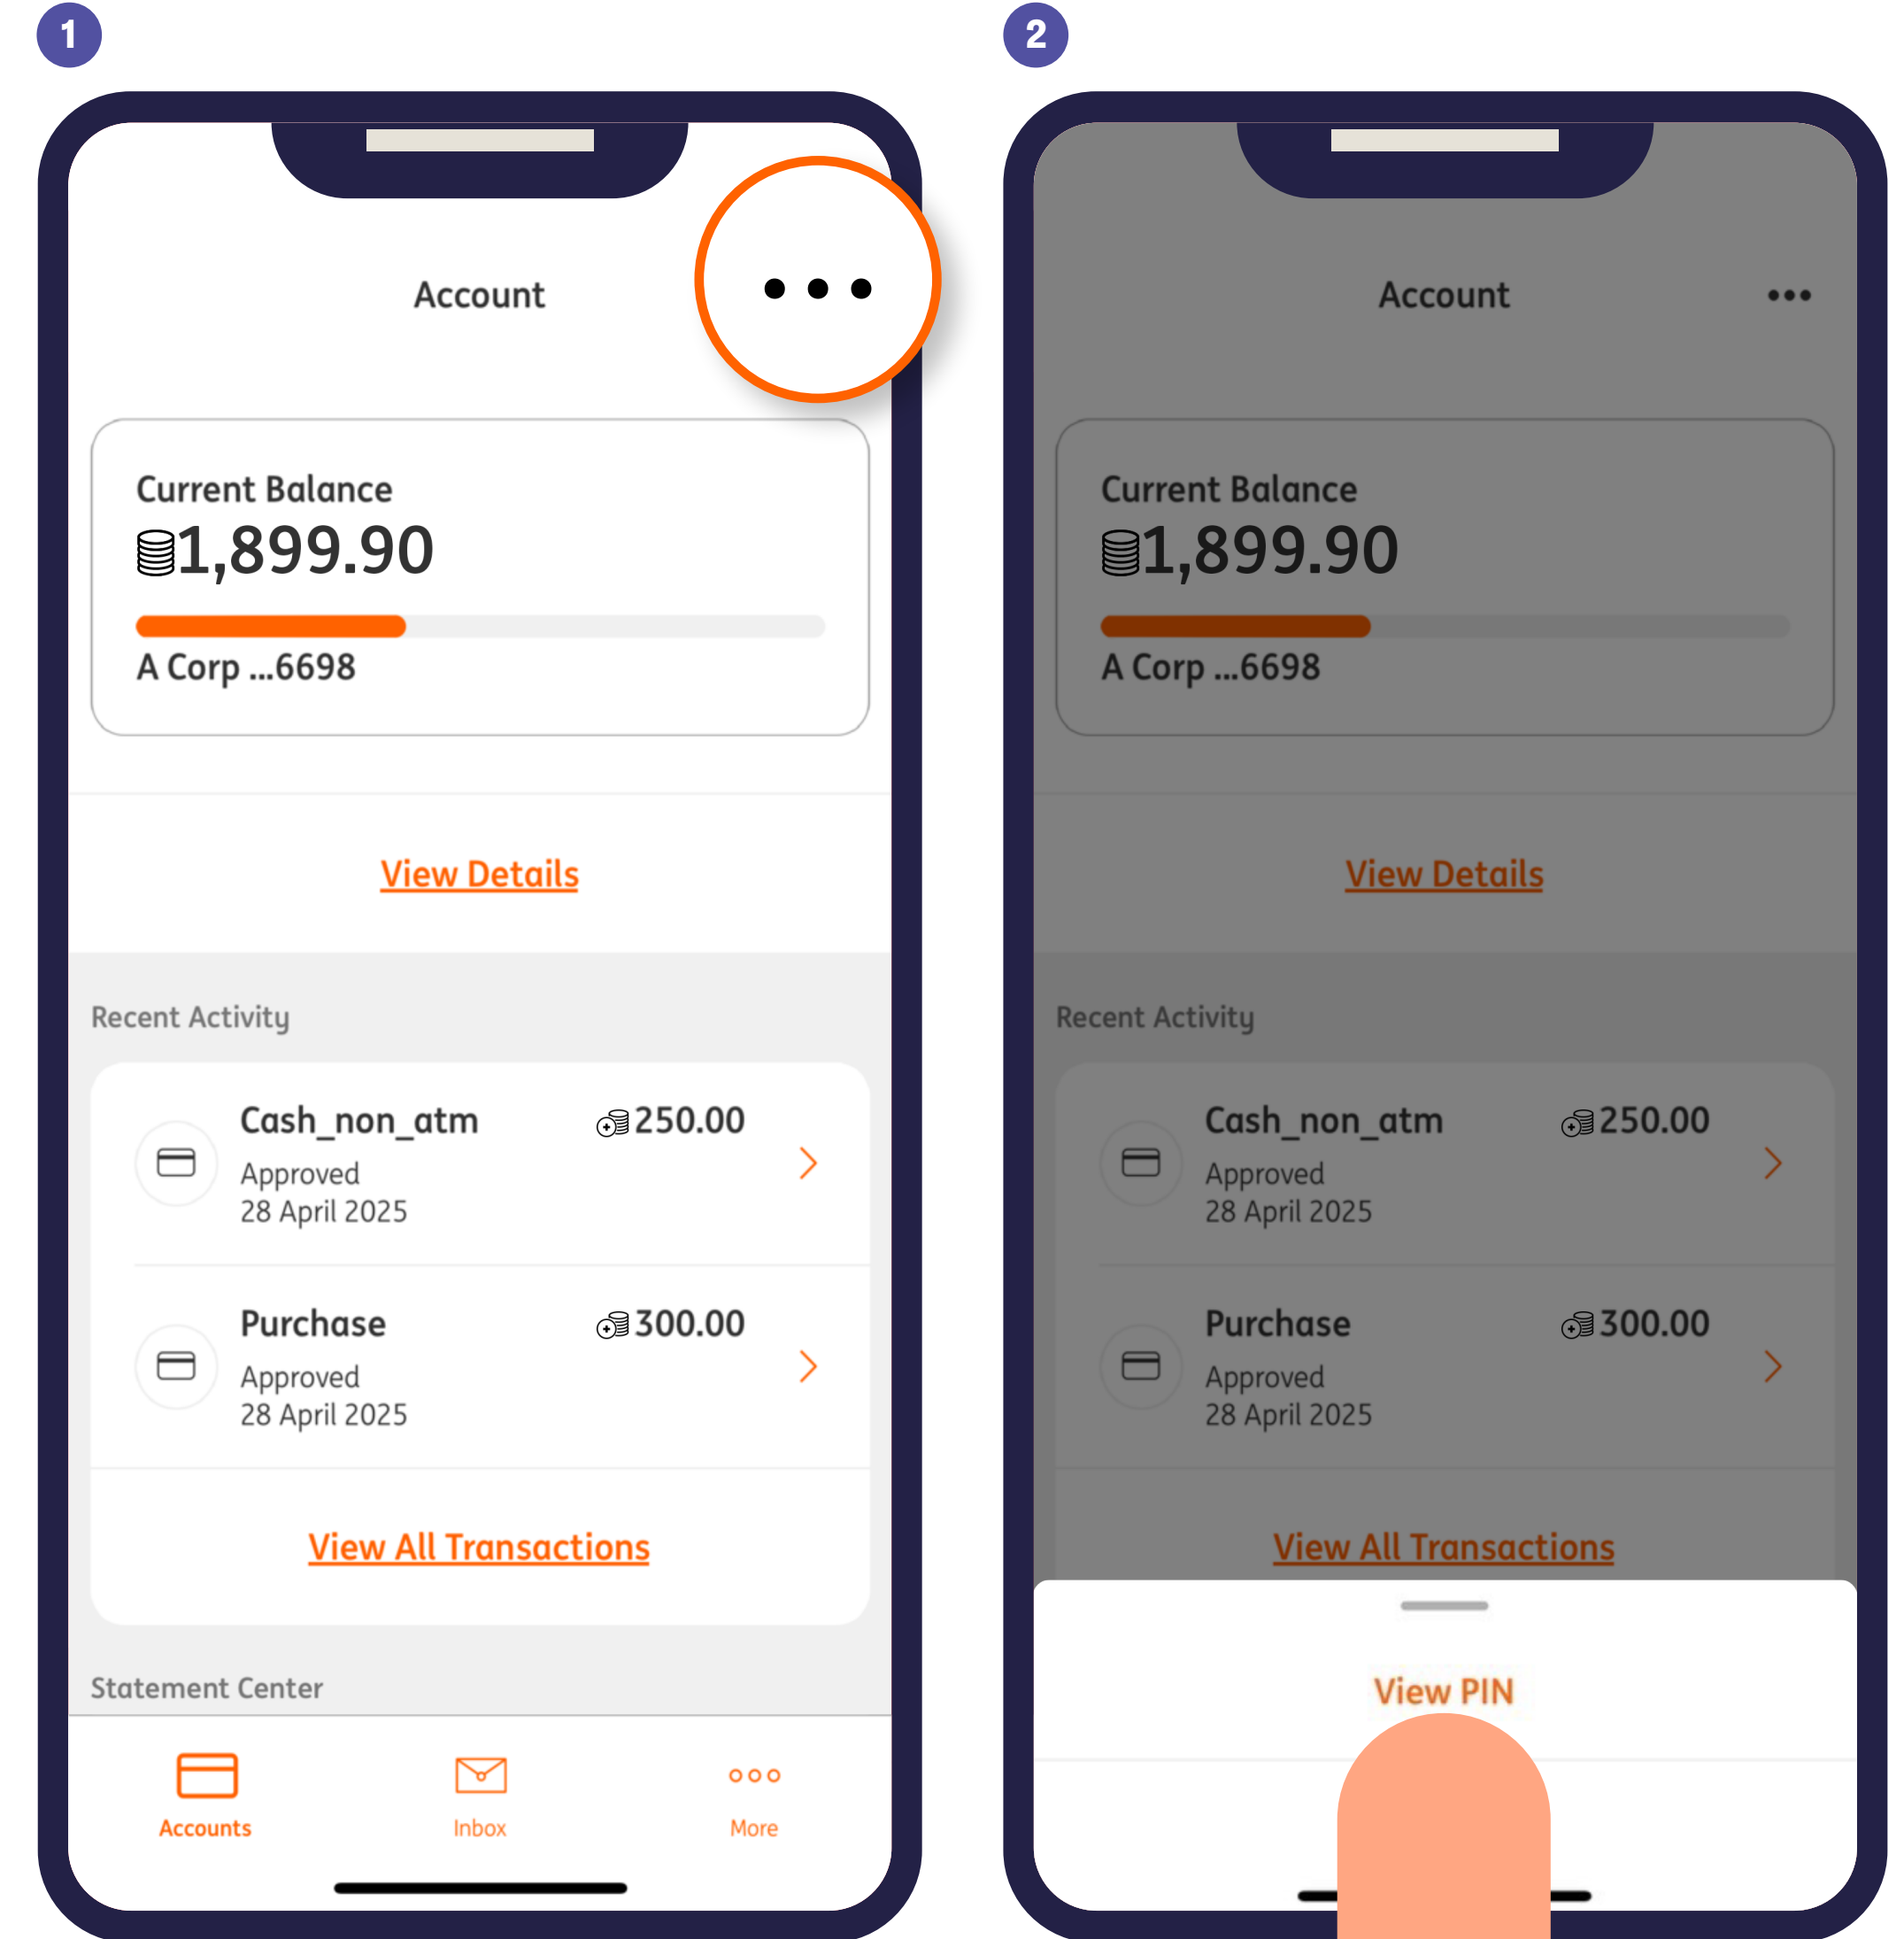 1
Account
Current Balance
1,899.90
A Corp ...6698
View Details
Recent Activity
Cash_non_atm 250.00
Approved
28 April 2025
Purchase 300.00
Approved
28 April 2025
View All Transactions
Statement Center
Accounts Inbox More
2
Account
Current Balance
1,899.90
A Corp ...6698
View Details
Recent Activity
Cash_non_atm 250.00
Approved
28 April 2025
Purchase 300.00
Approved
28 April 2025
View All Transactions
View PIN